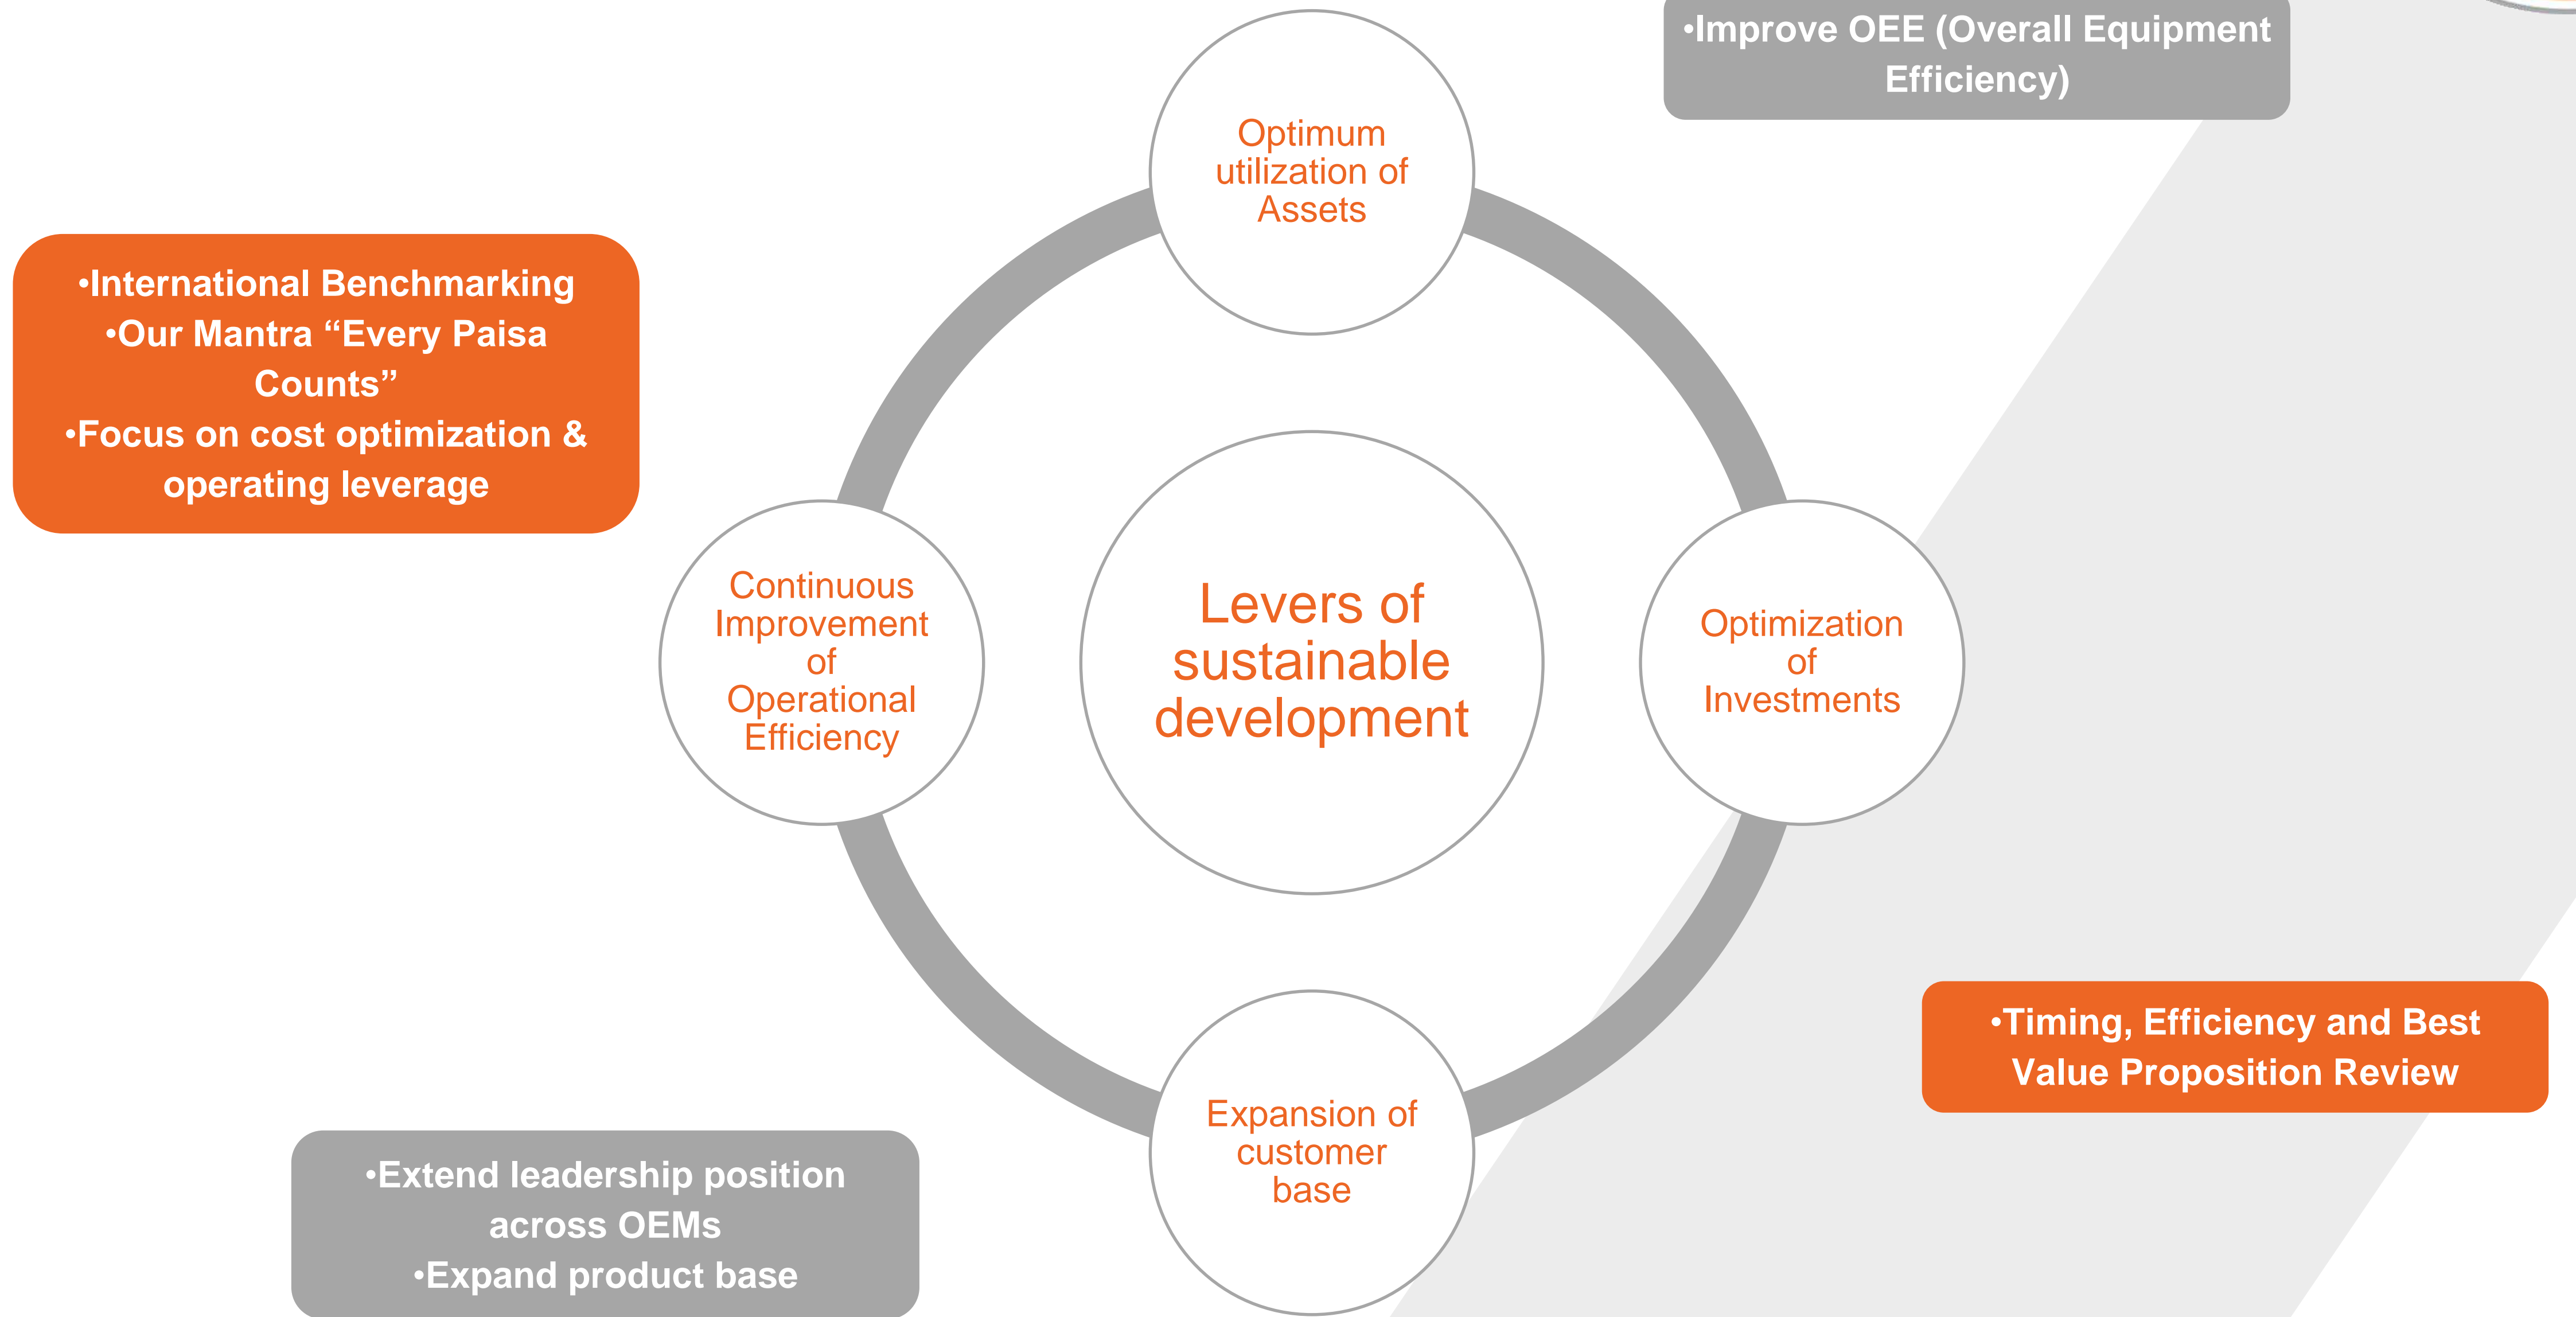 •Improve OEE (Overall Equipment
Efficiency)
Optimum
utilization of
Assets
•International Benchmarking
•Our Mantra “Every Paisa
Counts”
•Focus on cost optimization &
operating leverage
Continuous
Improvement
of
Operational
Efficiency
Levers of
sustainable
development
Optimization
of
Investments
•Timing, Efficiency and Best
Value Proposition Review
Expansion of
customer
base
•Extend leadership position
across OEMs
•Expand product base